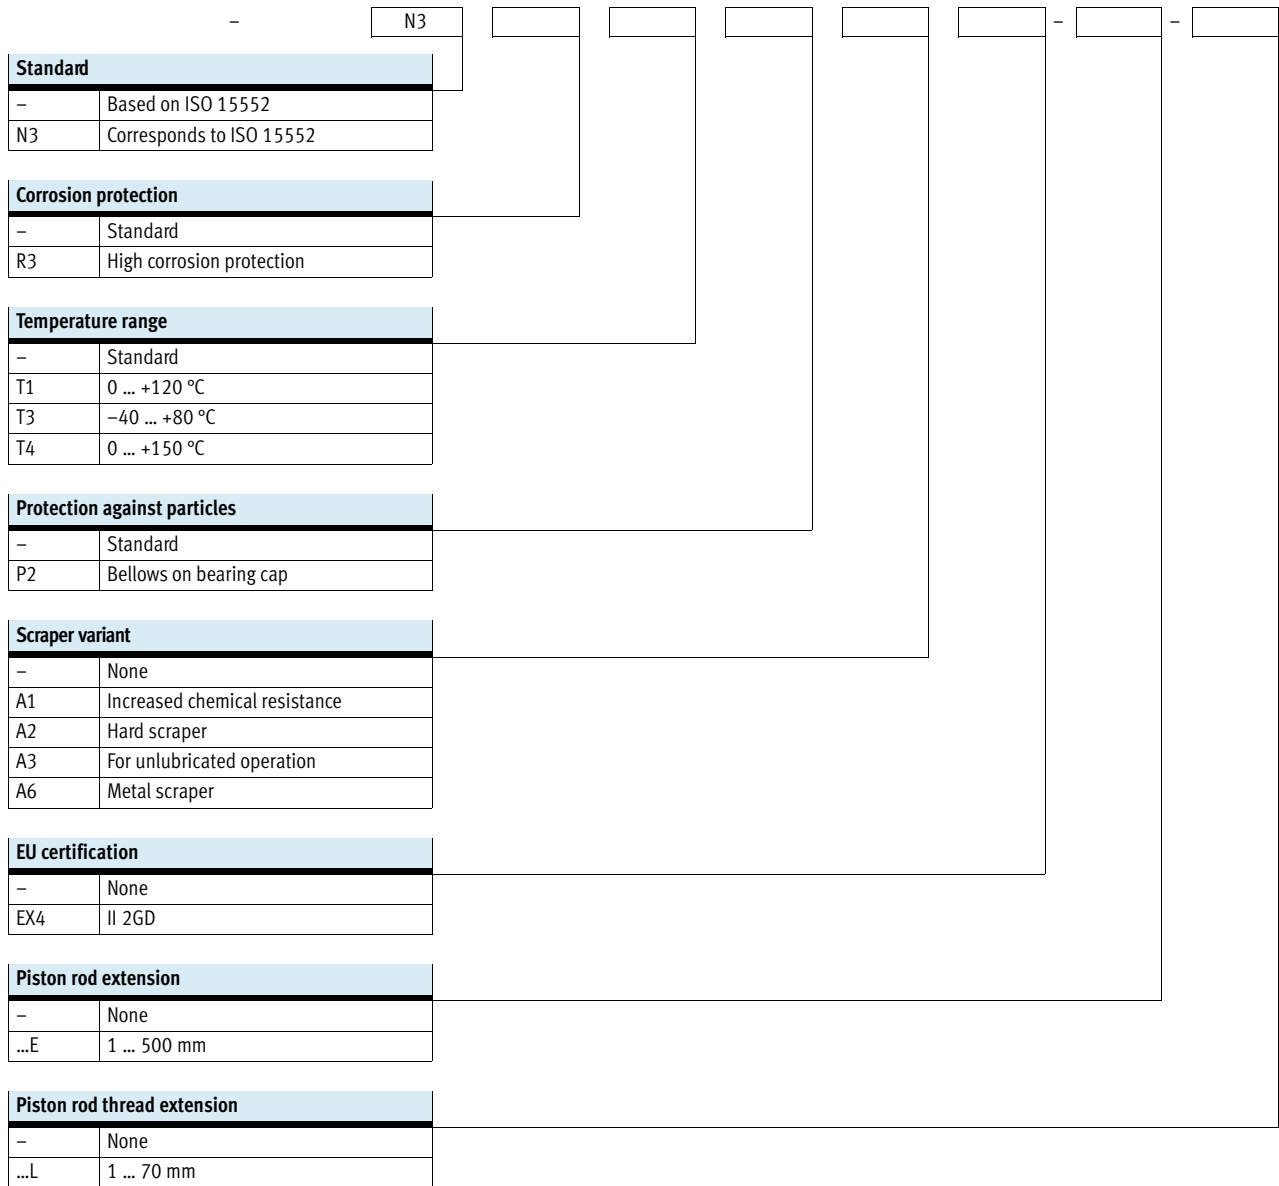 – N3 – –
Standard
– Based on ISO 15552
N3 Corresponds to ISO 15552
Corrosion protection
– Standard
R3 High corrosion protection
Temperature range
– Standard
T1 0 ... +120 °C
T3 –40 ... +80 °C
T4 0 ... +150 °C
Protection against particles
– Standard
P2 Bellows on bearing cap
Scraper variant
– None
A1 Increased chemical resistance
A2 Hard scraper
A3 For unlubricated operation
A6 Metal scraper
EU certification
– None
EX4 II 2GD
Piston rod extension
– None
...E 1 ... 500 mm
Piston rod thread extension
– None
...L 1 ... 70 mm